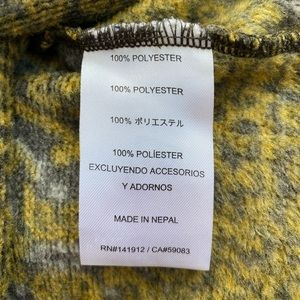 100% POLYESTER
100% POLYESTER
100% ポリエステル
100% POLÍESTER
EXCLUYENDO ACCESORIOS
Y ADORNOS
MADE IN NEPAL
RN#141912 / CA#59083